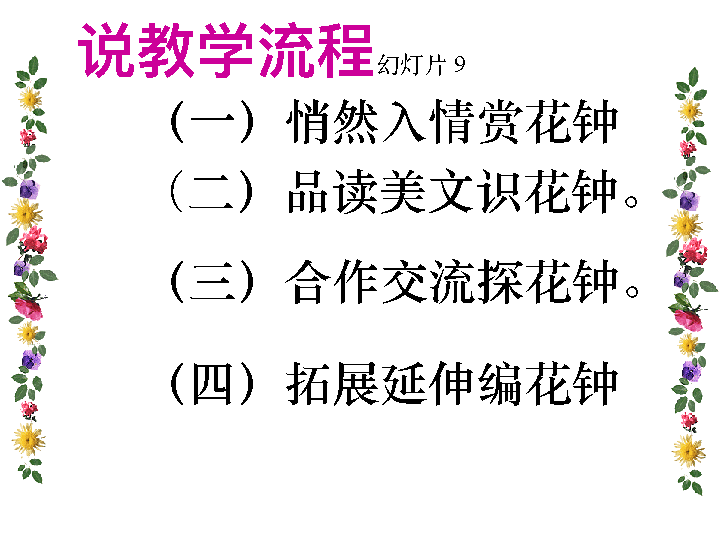 说教学流程幻灯片 9
（一）悄然入情赏花钟
（二）品读美文识花钟。
（三）合作交流探花钟。
（四）拓展延伸编花钟